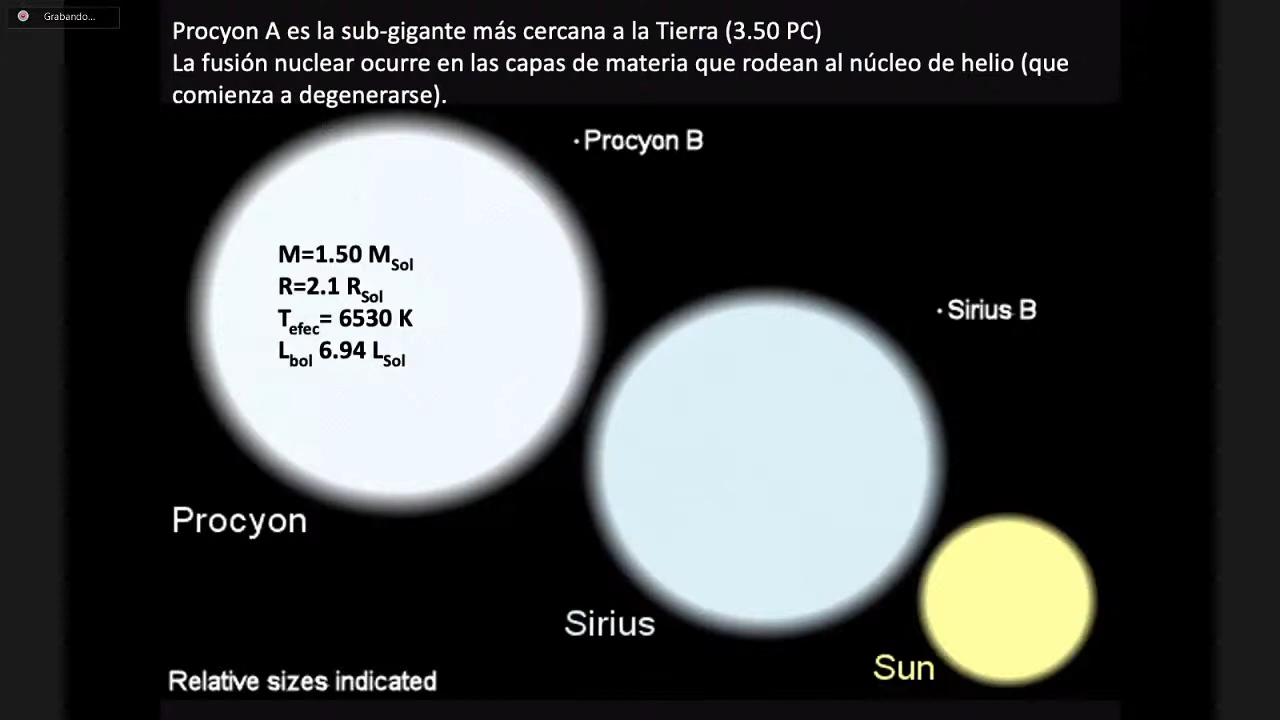 Grabando...
Procyon A es la sub-gigante más cercana a la Tierra (3.50 PC)
La fusión nuclear ocurre en las capas de materia que rodean al núcleo de helio (que
comienza a degenerarse).
Procyon B
M=1.50 MSol
R=2.1 RSol
Tefec= 6530 K
Lbol 6.94 LSol
Sirius B
Procyon
Sirius
Sun
Relative sizes indicated